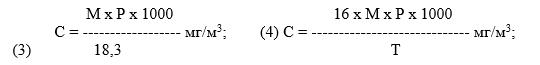 M x P x 1000 16 x M x P x 1000
C = ------------------ мг/м³; (4) C = ----------------------------- мг/м³;
(3) 18,3 T